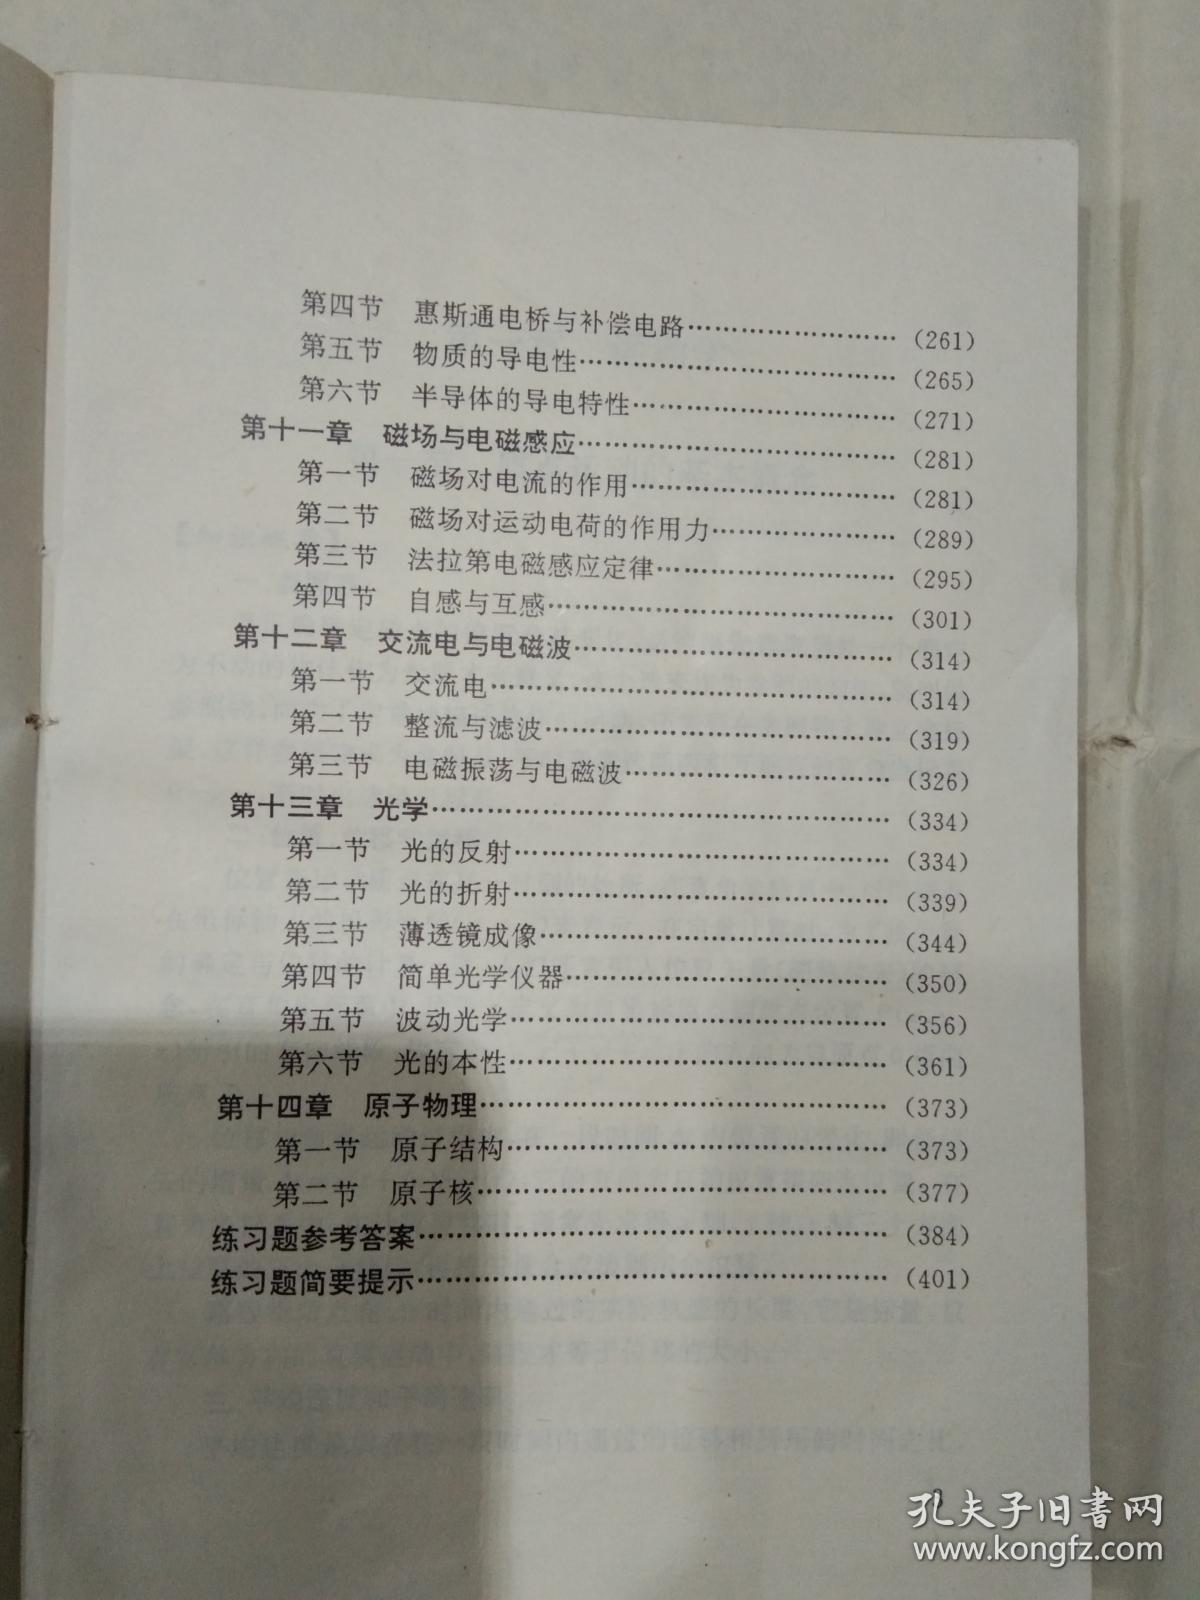 第四节 惠斯通电桥与补偿电路……………………(261)
第五节 物质的导电性………………………………(265)
第六节 半导体的导电特性…………………………(271)
第十一章 磁场与电磁感应………………………………(281)
第一节 磁场对电流的作用…………………………(281)
第二节 磁场对运动电荷的作用力…………………(289)
第三节 法拉第电磁感应定律………………………(295)
第四节 自感与互感…………………………………(301)
第十二章 交流电与电磁波………………………………(314)
第一节 交流电………………………………………(314)
第二节 整流与滤波…………………………………(319)
第三节 电磁振荡与电磁波…………………………(326)
第十三章 光学……………………………………………(334)
第一节 光的反射……………………………………(334)
第二节 光的折射……………………………………(339)
第三节 薄透镜成像…………………………………(344)
第四节 简单光学仪器………………………………(350)
第五节 波动光学……………………………………(356)
第六节 光的本性……………………………………(361)
第十四章 原子物理………………………………………(373)
第一节 原子结构……………………………………(373)
第二节 原子核………………………………………(377)
练习题参考答案……………………………………………(384)
练习题简要提示……………………………………………(401)
孔夫子旧书网
www.kongfz.com